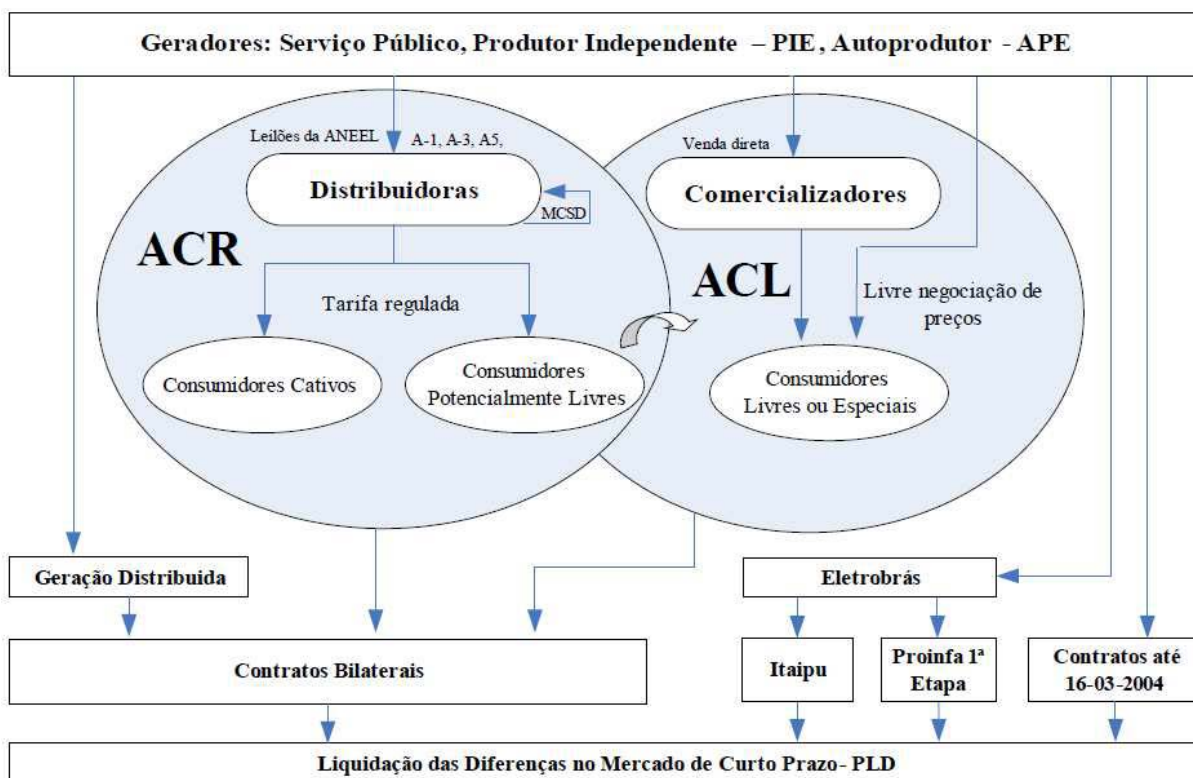 Geradores: Serviço Público, Produtor Independente – PIE, Autoprodutor - APE
Leilões da ANEEL
A-1, A-3, A5,
Distribuidoras
MCSD
ACR
Tarifa regulada
Consumidores Cativos
Consumidores
Potencialmente Livres
Venda direta
Comercializadores
ACL
Livre negociação de
preços
Consumidores
Livres ou Especiais
Geração Distribuida
Eletrobrás
Contratos Bilaterais
Itaipu
Proinfa 1ª
Etapa
Contratos até
16-03-2004
Liquidação das Diferenças no Mercado de Curto Prazo- PLD